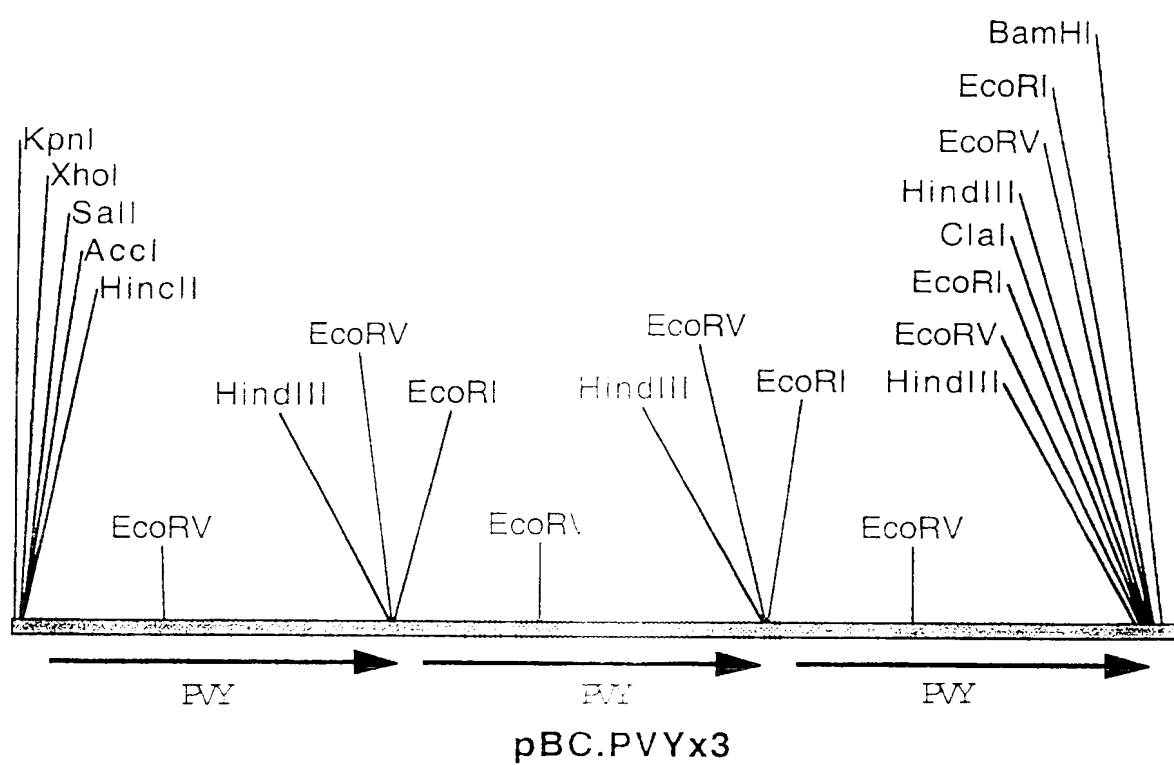 BamHI
EcoRI
KpnI
EcoRV
XhoI
HindIII
SalI
ClaI
AccI
EcoRI
HincII
EcoRV
EcoRV
EcoRV
HindIII
EcoRI
HindIII
EcoRI
HindIII
EcoRV
EcoRV
EcoRV
PVY
PVY
PVY
pBC.PVYx3